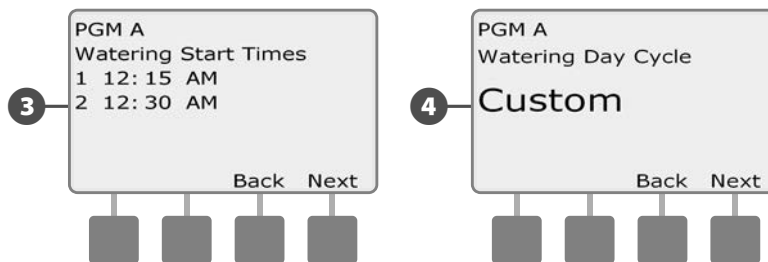 PGM A
Watering Start Times
1 12:15 AM
2 12:30 AM
3
Back Next
PGM A
Watering Day Cycle
4
Custom
Back Next